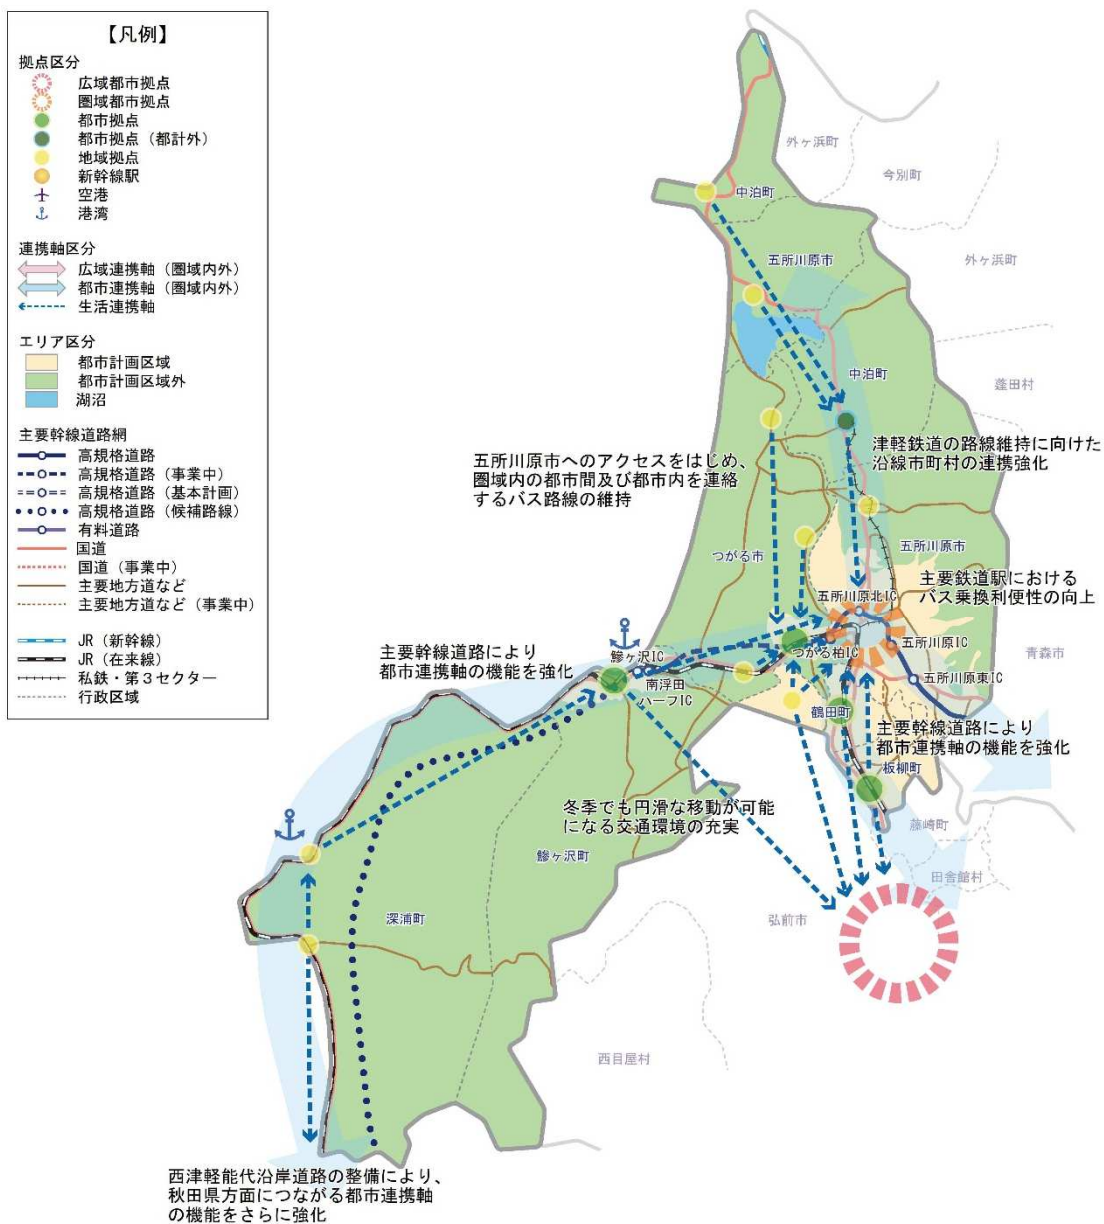 【凡例】
拠点区分
広域都市拠点
圏域都市拠点
都市拠点
都市拠点（都計外）
地域拠点
新幹線駅
空港
港湾
連携軸区分
広域連携軸（圏域内外）
都市連携軸（圏域内外）
生活連携軸
エリア区分
都市計画区域
都市計画区域外
湖沼
主要幹線道路網
高規格道路
高規格道路（事業中）
高規格道路（基本計画）
高規格道路（候補路線）
有料道路
国道
国道（事業中）
主要地方道など
主要地方道など（事業中）
JR（新幹線）
JR（在来線）
私鉄・第３セクター
行政区域
外ヶ浜町
今別町
中泊町
五所川原市
外ヶ浜町
中泊町
蓬田村
津軽鉄道の路線維持に向けた
沿線市町村の連携強化
五所川原市へのアクセスをはじめ、
圏域内の都市間及び都市内を連絡
するバス路線の維持
つがる市
五所川原市
主要鉄道駅における
バス乗換利便性の向上
五所川原北IC
五所川原IC
つがる柏IC
青森市
五所川原東IC
主要幹線道路により
都市連携軸の機能を強化
鰺ヶ沢IC
南浮田
ハーフIC
鶴田町
主要幹線道路により
都市連携軸の機能を強化
板柳町
冬季でも円滑な移動が可能
になる交通環境の充実
藤崎町
鰺ヶ沢町
田舎館村
深浦町
弘前市
西目屋村
西津軽能代沿岸道路の整備により、
秋田県方面につながる都市連携軸
の機能をさらに強化